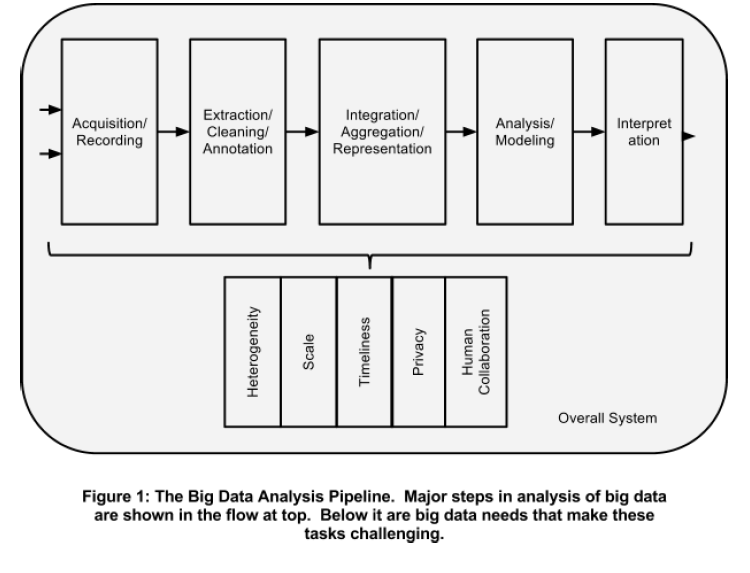 Acquisition/
Recording
Extraction/
Cleaning/
Annotation
Integration/
Aggregation/
Representation
Analysis/
Modeling
Interpret
ation
Heterogeneity
Scale
Timeliness
Privacy
Human
Collaboration
Overall System
Figure 1: The Big Data Analysis Pipeline.  Major steps in analysis of big data
are shown in the flow at top.  Below it are big data needs that make these
tasks challenging.